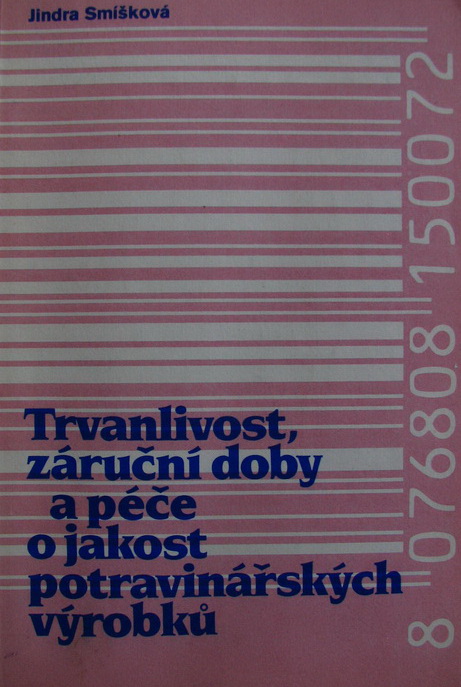 Jindra Smíšková
Trvanlivost,
záruční doby
a péče
o jakost
potravinářských
výrobků
8 076808 150072